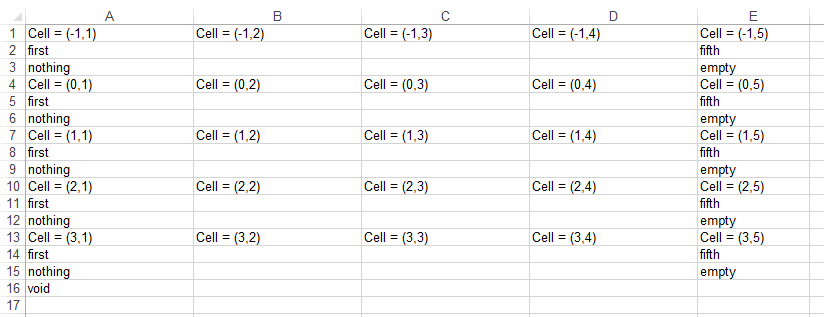 A B C D E
1 Cell = (-1,1) Cell = (-1,2) Cell = (-1,3) Cell = (-1,4) Cell = (-1,5)
2 first fifth
3 nothing empty
4 Cell = (0,1) Cell = (0,2) Cell = (0,3) Cell = (0,4) Cell = (0,5)
5 first fifth
6 nothing empty
7 Cell = (1,1) Cell = (1,2) Cell = (1,3) Cell = (1,4) Cell = (1,5)
8 first fifth
9 nothing empty
10 Cell = (2,1) Cell = (2,2) Cell = (2,3) Cell = (2,4) Cell = (2,5)
11 first fifth
12 nothing empty
13 Cell = (3,1) Cell = (3,2) Cell = (3,3) Cell = (3,4) Cell = (3,5)
14 first fifth
15 nothing empty
16 void
17